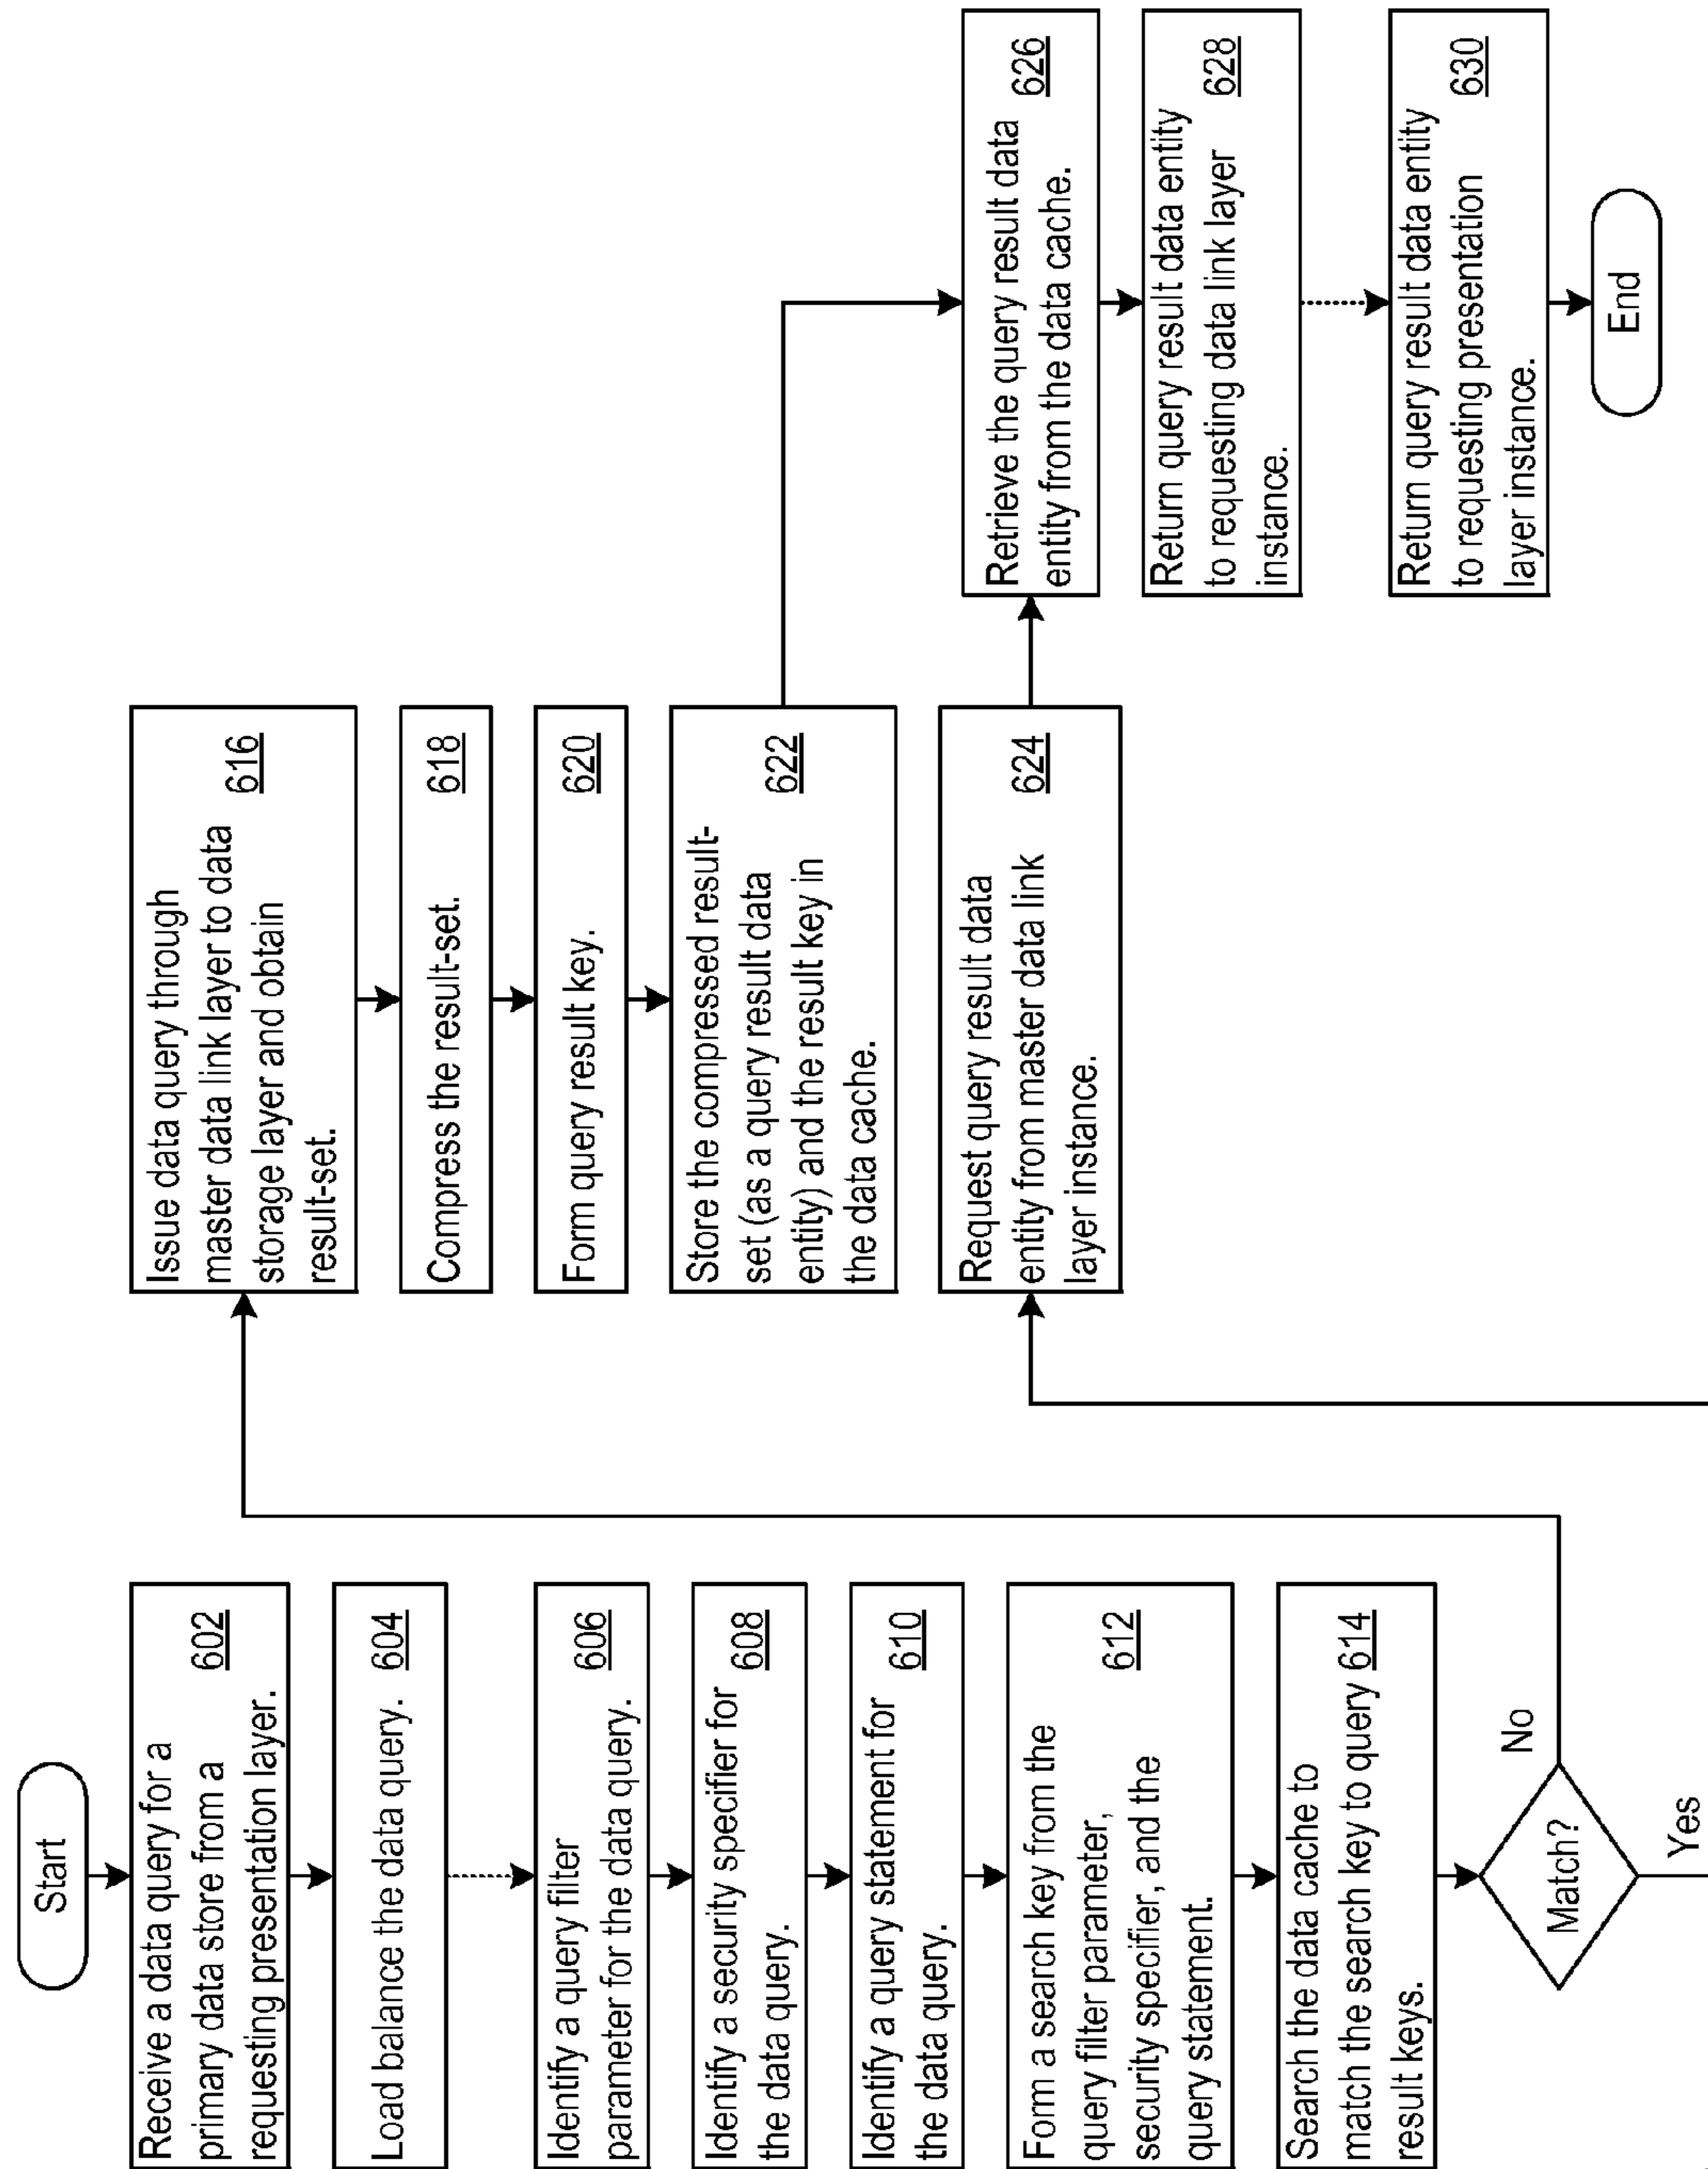 Start
Receive a data query for a
primary data store from a 602
requesting presentation layer.
Load balance the data query. 604
Identify a query filter 606
parameter for the data query.
Identify a security specifier for
the data query. 608
Identify a query statement for
the data query. 610
Form a search key from the
query filter parameter,
security specifier, and the 612
query statement.
Search the data cache to
match the search key to query 614
result keys.
Match?
No
Yes
Issue data query through
master data link layer to data
storage layer and obtain 616
result-set.
Compress the result-set. 618
Form query result key. 620
Store the compressed result-
set (as a query result data
entity) and the result key in 622
the data cache.
Request query result data
entity from master data link
layer instance. 624
Retrieve the query result data
entity from the data cache. 626
Return query result data entity
to requesting data link layer 628
instance.
Return query result data entity
to requesting presentation 630
layer instance.
End